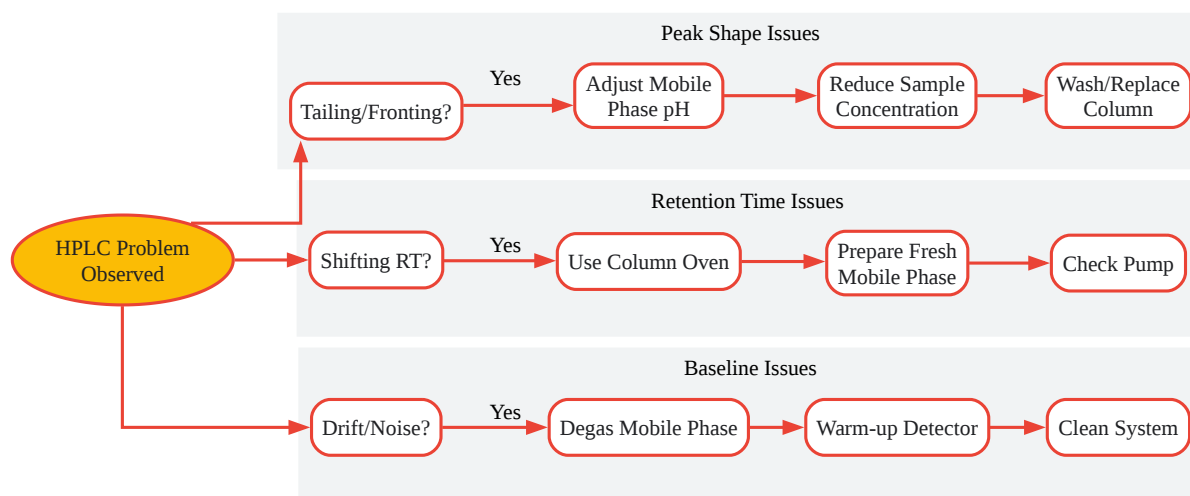 Peak Shape Issues
Tailing/Fronting?
Yes
Adjust Mobile
Phase pH
Reduce Sample
Concentration
Wash/Replace
Column
HPLC Problem
Observed
Retention Time Issues
Shifting RT?
Yes
Use Column Oven
Prepare Fresh
Mobile Phase
Check Pump
Baseline Issues
Drift/Noise?
Yes
Degas Mobile Phase
Warm-up Detector
Clean System